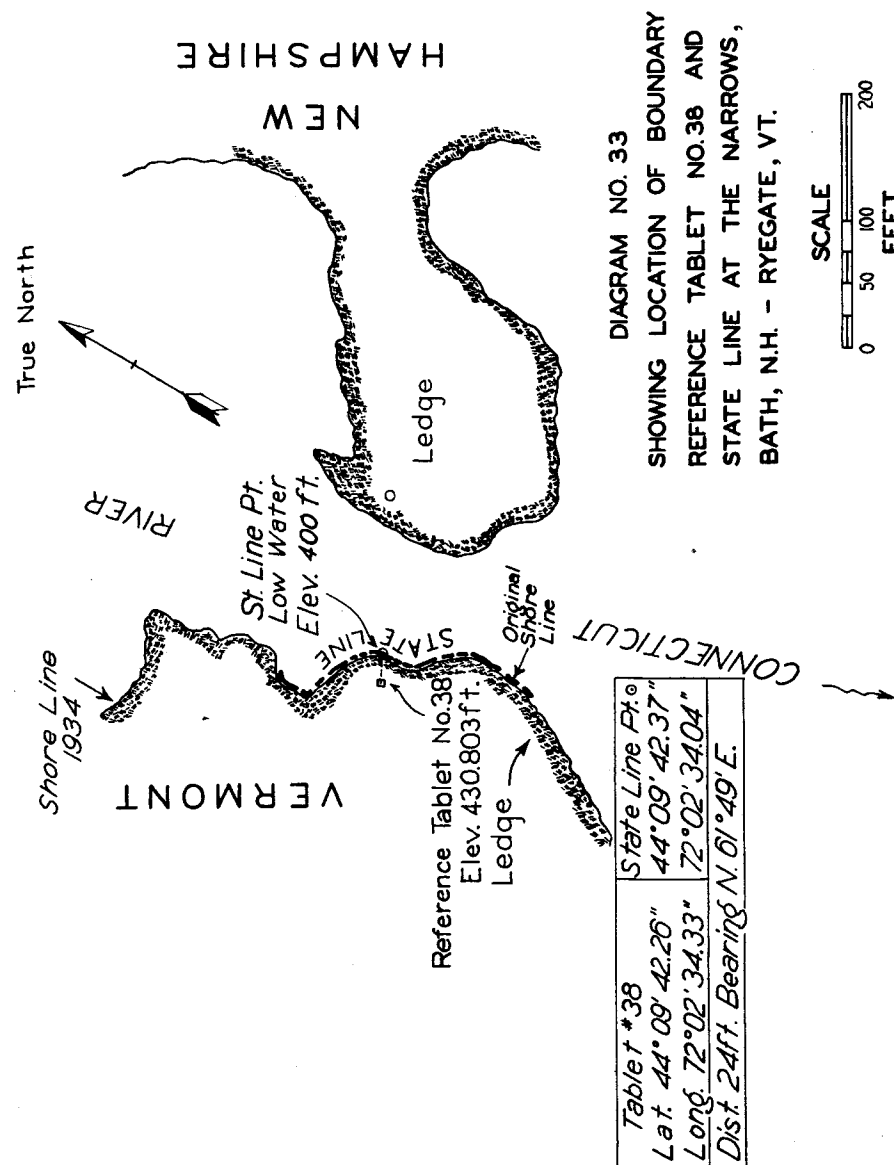 True North
NEW
HAMPSHIRE
RIVER
Ledge
St. Line Pt.
Low Water
Elev. 400 ft.
STATE LINE
Original
Shore
Line
CONNECTICUT
Shore Line
1934
VERMONT
Reference Tablet No.38
Elev. 430.803 ft.
Ledge
DIAGRAM NO. 33
SHOWING LOCATION OF BOUNDARY
REFERENCE TABLET NO.38 AND
STATE LINE AT THE NARROWS,
BATH, N.H. - RYEGATE, VT.
SCALE
0 50 100 200
FEET
Tablet #38 State Line Pt.
Lat. 44° 09' 42.26" 44° 09' 42.37"
Long. 72° 02' 34.33" 72° 02' 34.04"
Dist. 24ft. Bearing N. 61° 49' E.